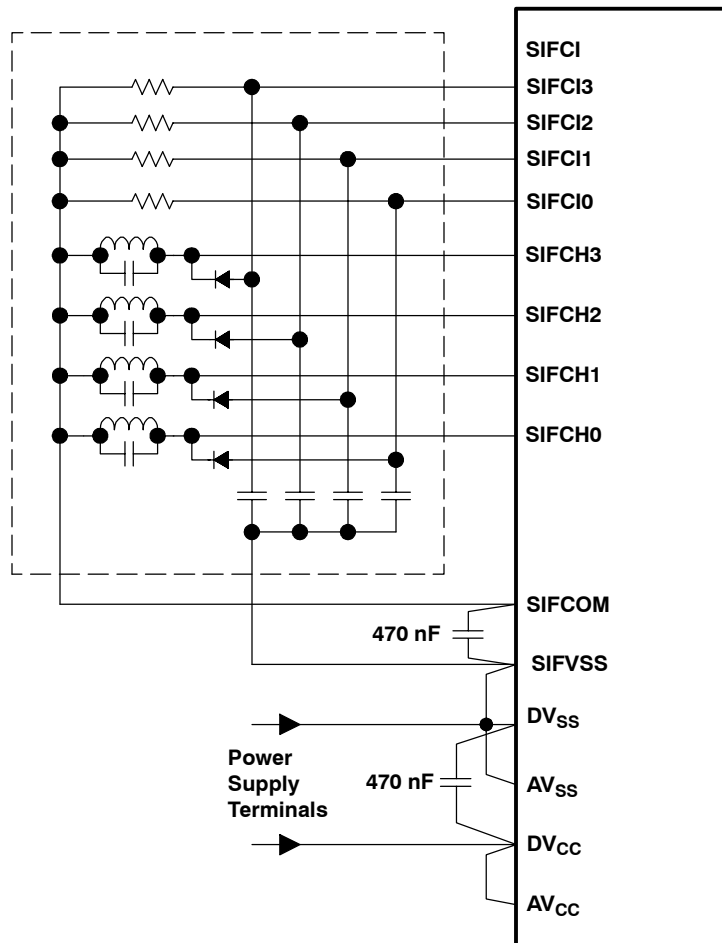 SIFCI
SIFCI3
SIFCI2
SIFCI1
SIFCI0
SIFCH3
SIFCH2
SIFCH1
SIFCH0
SIFCOM
470 nF
SIFVSS
DVSS
Power
Supply
Terminals
470 nF
AVSS
DVCC
AVCC